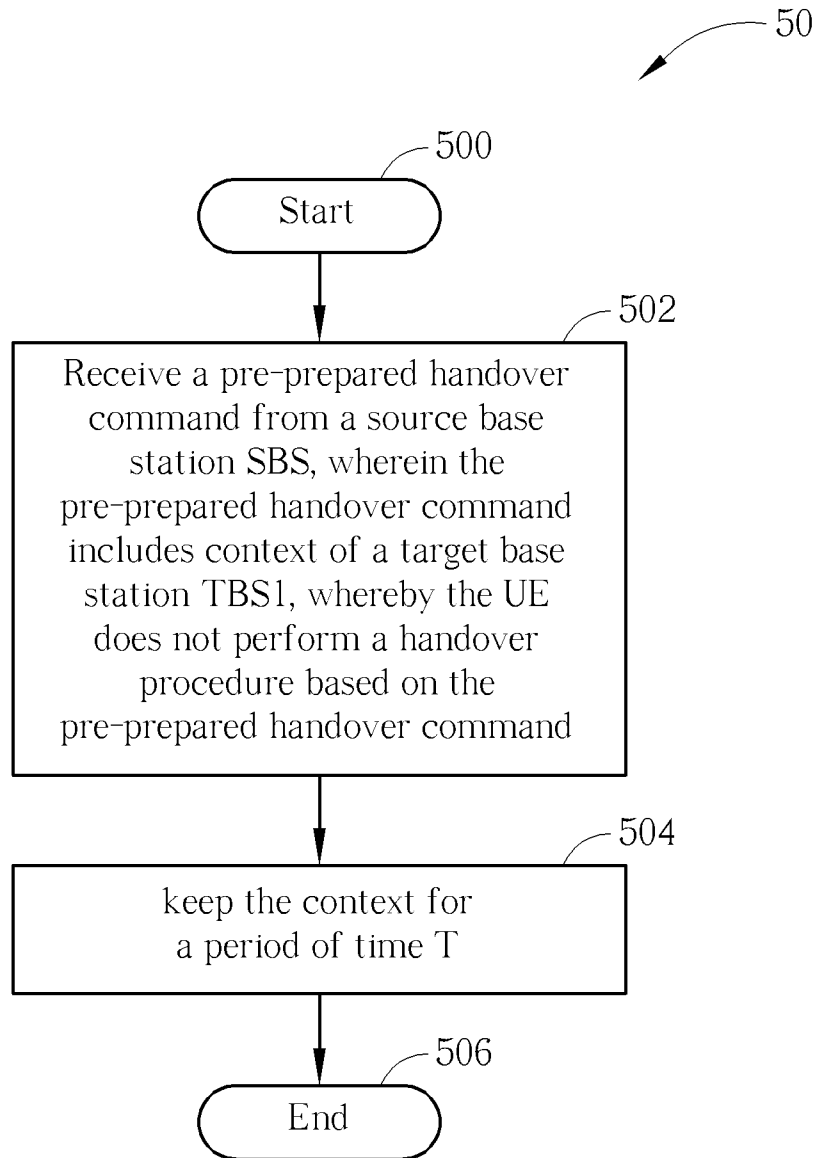 50
500
Start
502
Receive a pre-prepared handover
command from a source base
station SBS, wherein the
pre-prepared handover command
includes context of a target base
station TBS1, whereby the UE
does not perform a handover
procedure based on the
pre-prepared handover command
504
keep the context for
a period of time T
506
End